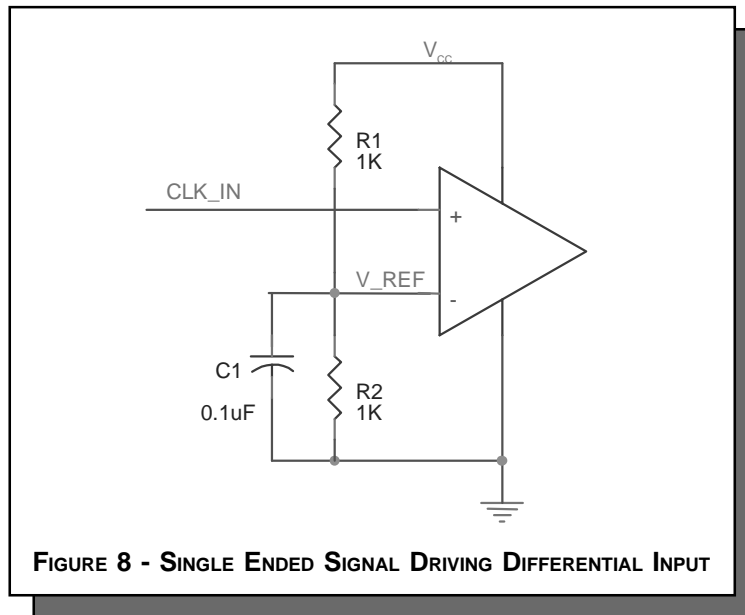 Vcc
R1
1K
CLK_IN
+
V_REF
-
C1
0.1uF
R2
1K
FIGURE 8 - SINGLE ENDED SIGNAL DRIVING DIFFERENTIAL INPUT